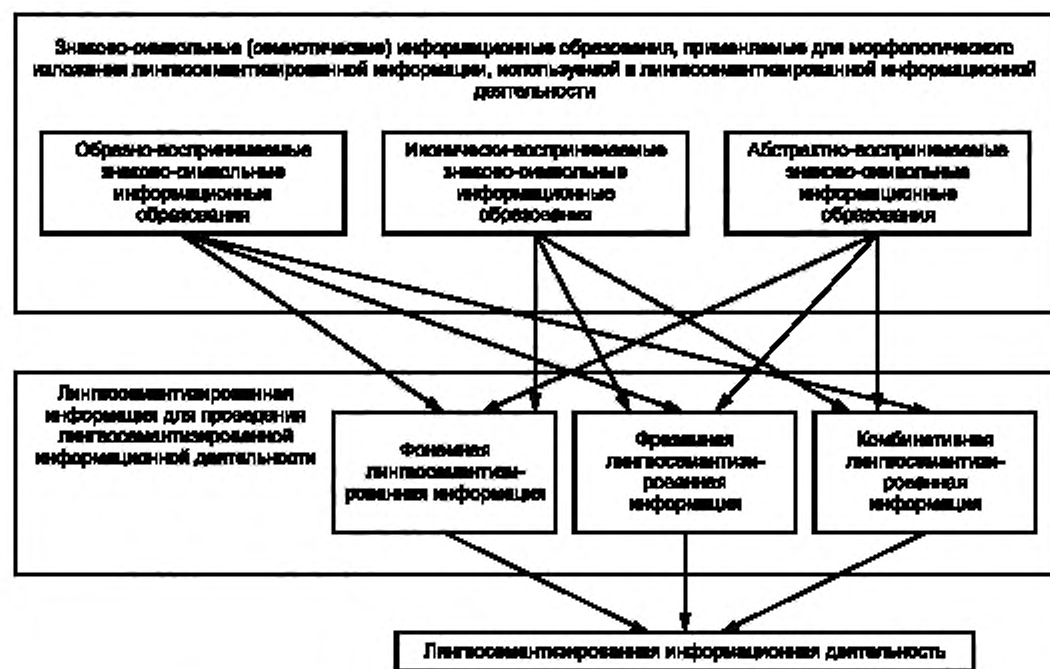 Знаково-символьные (семиотические) информационные образования, применяемые для морфологического
изложения лингвосемантизированной информации, используемой в лингвосемантизированной информационной
деятельности
Образно-воспринимаемые
знаково-символьные
информационные
образования
Иконически-воспринимаемые
знаково-символьные
информационные
образования
Абстрактно-воспринимаемые
знаково-символьные
информационные
образования
Лингвосемантизированная
информация для проведения
лингвосемантизированной
информационной деятельности
Фонемная
лингвосемантизи-
рованная информация
Фраземная
лингвосемантизи-
рованная
информация
Комбинативная
лингвосемантизи-
рованная
информация
Лингвосемантизированная информационная деятельность